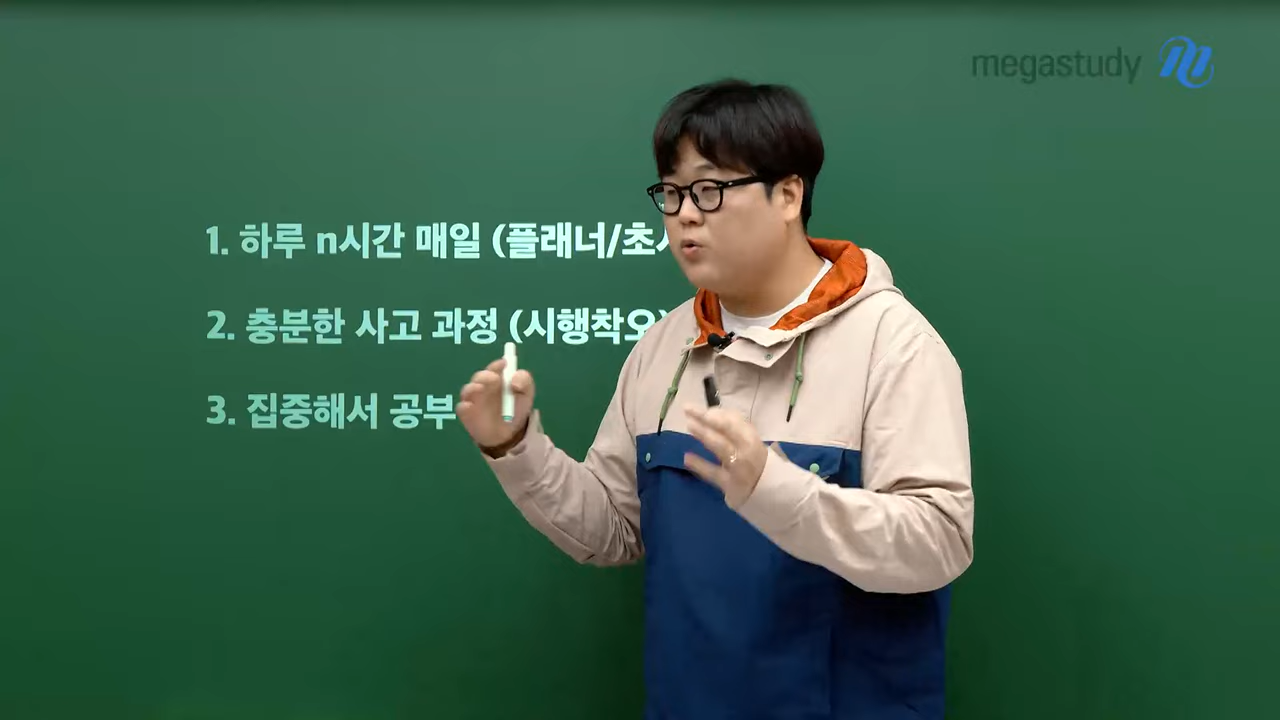 megastudy
1. 하루 n시간 매일 (플래너/초
2. 충분한 사고 과정 (시행착오)
3. 집중해서 공부